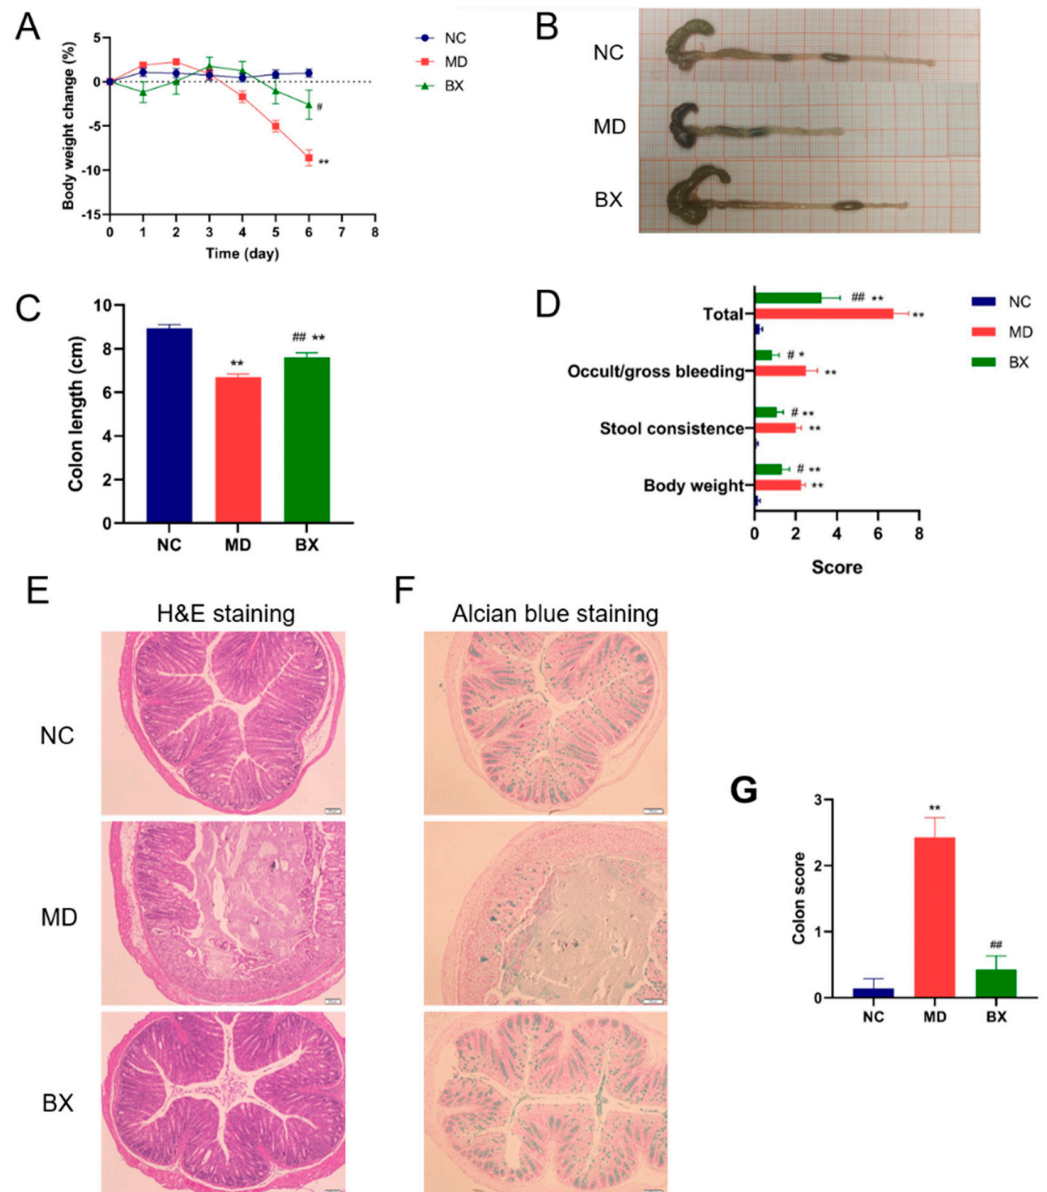 A
Body weight change (%)
5
0
-5
-10
-15
0 1 2 3 4 5 6 7 8
Time (day)
#
**
NC
MD
BX
B
NC
MD
BX
C
Colon length (cm)
10
8
6
4
2
0
**
## **
NC MD BX
D
Total
Occult/gross bleeding
Stool consistence
Body weight
## **
**
# *
**
# **
**
# **
**
0 2 4 6 8
Score
NC
MD
BX
E
H&E staining
F
Alcian blue staining
NC
MD
BX
G
Colon score
3
2
1
0
**
##
NC MD BX